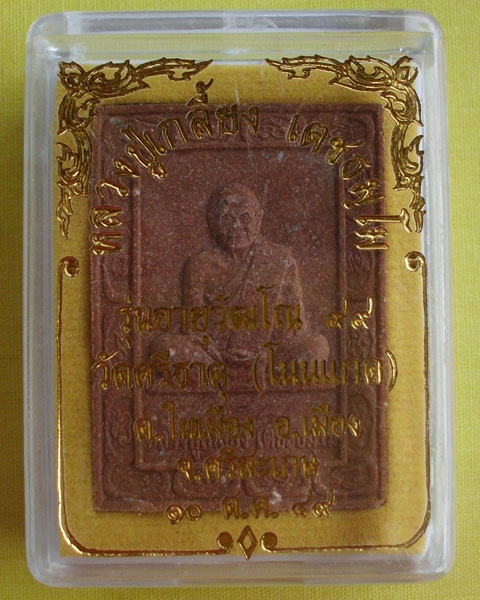 หลวงปู่เกลี้ยง เตชธมฺโม
รุ่นอายุวัฒโณ ๙๙
วัดศรีธาตุ (โนนแกด)
ต.ในเมือง อ.เมือง
จ.ศรีสะเกษ
๑๐ ต.ค. ๔๙